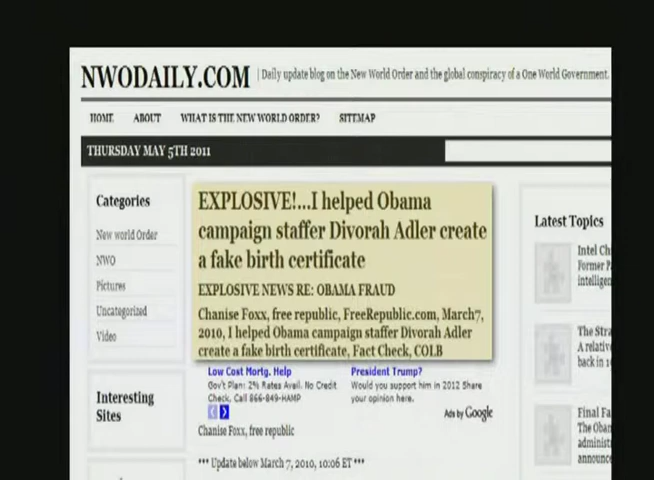 NWODAILY.COM | Daily update blog on the New World Order and the global conspiracy of a One World Government.
HOME ABOUT WHAT IS THE NEW WORLD ORDER? SITEMAP
THURSDAY MAY 5TH 2011
Categories
New world Order
NWO
Pictures
Uncategorized
Video
Interesting
Sites
EXPLOSIVE!...I helped Obama
campaign staffer Divorah Adler create
a fake birth certificate
EXPLOSIVE NEWS RE: OBAMA FRAUD
Chanise Foxx, free republic, FreeRepublic.com, March7,
2010, I helped Obama campaign staffer Divorah Adler
create a fake birth certificate, Fact Check, COLB
Low Cost Mortg. Help
Gov't Plan: 2% Rates Avail. No Credit
Check, Call 866-849-HAMP
President Trump?
Would you support him in 2012 Share
your opinion here.
Ads by Google
Chanise Foxx, free republic
*** Update below March 7, 2010, 10:06 ET ***
Latest Topics
Intel Ch
Former P
intelligen
The Stra
A relativ
back in 1
Final Fa
The Oban
administ
announce